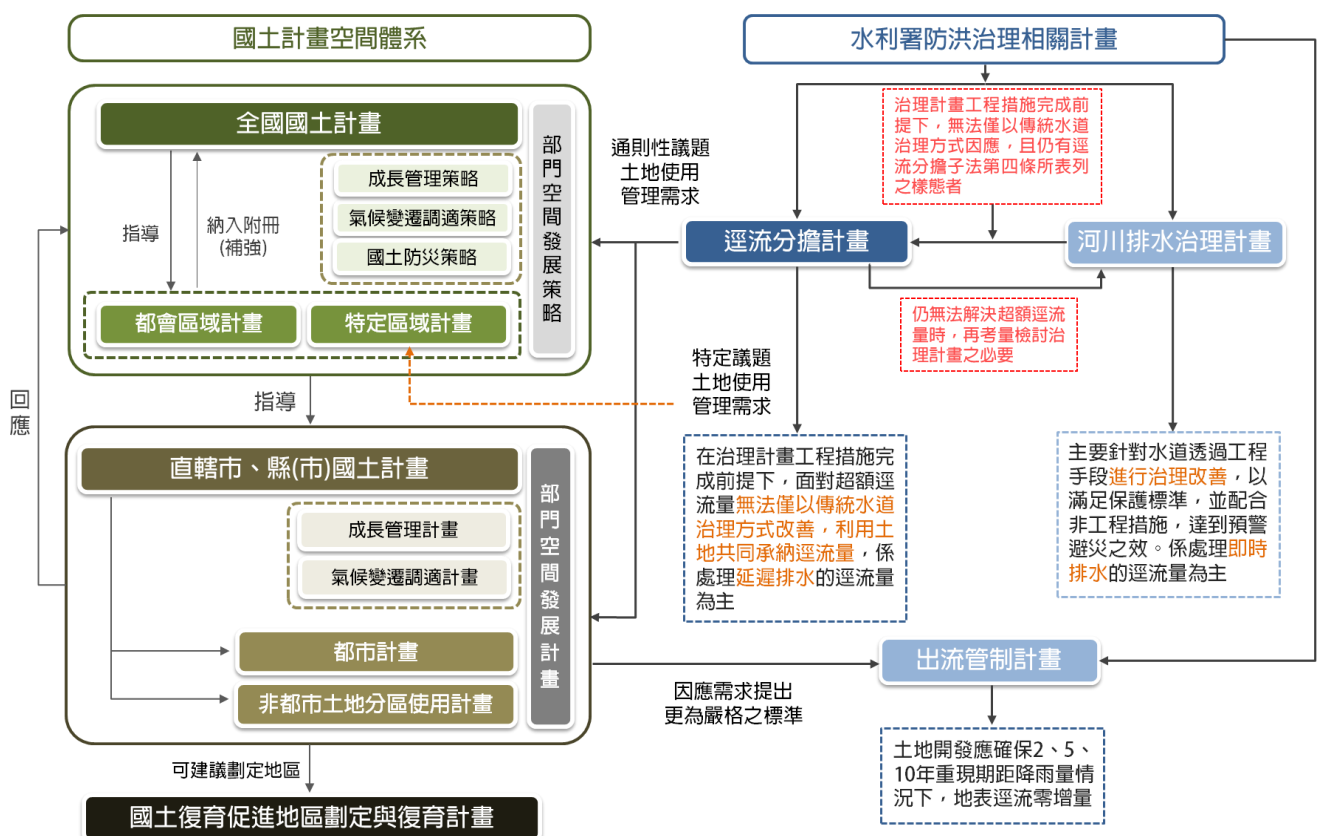 國土計畫空間體系
水利署防洪治理相關計畫
全國國土計畫
部門空間發展策略
成長管理策略
氣候變遷調適策略
國土防災策略
指導
納入附冊
(補強)
都會區域計畫
特定區域計畫
回應
指導
直轄市、縣(市)國土計畫
部門空間發展計畫
成長管理計畫
氣候變遷調適計畫
都市計畫
非都市土地分區使用計畫
可建議劃定地區
國土復育促進地區劃定與復育計畫
通則性議題
土地使用
管理需求
治理計畫工程措施完成前
提下，無法僅以傳統水道
治理方式因應，且仍有逕
流分擔子法第四條所表列
之樣態者
逕流分擔計畫
河川排水治理計畫
仍無法解決超額逕流
量時，再考量檢討治
理計畫之必要
特定議題
土地使用
管理需求
在治理計畫工程措施完
成前提下，面對超額逕
流量無法僅以傳統水道
治理方式改善，利用土
地共同承納逕流量，係
處理延遲排水的逕流量
為主
主要針對水道透過工程
手段進行治理改善，以
滿足保護標準，並配合
非工程措施，達到預警
避災之效。係處理即時
排水的逕流量為主
因應需求提出
更為嚴格之標準
出流管制計畫
土地開發應確保2、5、
10年重現期距降雨量情
況下，地表逕流零增量